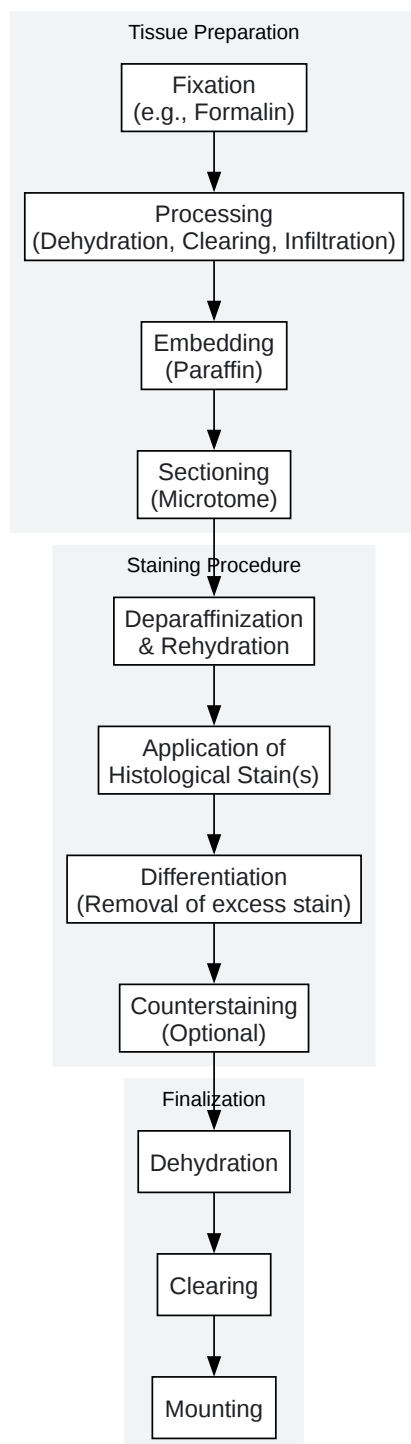 Tissue Preparation
Fixation
(e.g., Formalin)
Processing
(Dehydration, Clearing, Infiltration)
Embedding
(Paraffin)
Sectioning
(Microtome)
Staining Procedure
Deparaffinization
& Rehydration
Application of
Histological Stain(s)
Differentiation
(Removal of excess stain)
Counterstaining
(Optional)
Finalization
Dehydration
Clearing
Mounting